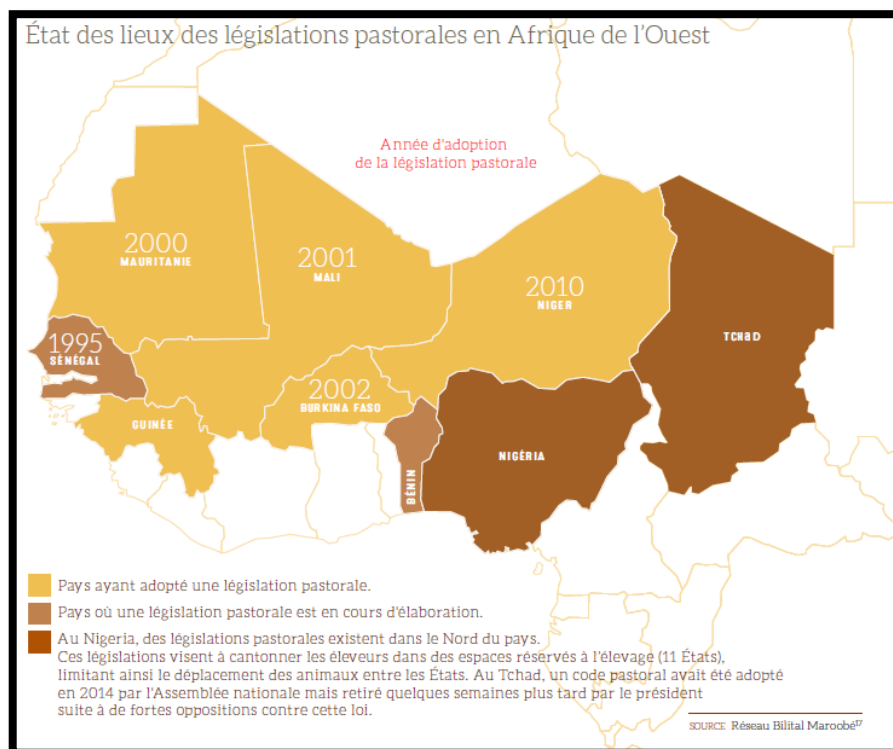 État des lieux des législations pastorales en Afrique de l'Ouest
Année d'adoption
de la législation pastorale
2000
MAURITANIE
2001
MALI
2010
NIGER
TCHaD
1995
SÉNÉGAL
2002
BURKINA FASO
GUINÉE
NIGÉRIA
BÉNIN
Pays ayant adopté une législation pastorale.
Pays où une législation pastorale est en cours d'élaboration.
Au Nigeria, des législations pastorales existent dans le Nord du pays.
Ces législations visent à cantonner les éleveurs dans des espaces réservés à l'élevage (11 États),
limitant ainsi le déplacement des animaux entre les États. Au Tchad, un code pastoral avait été adopté
en 2014 par l'Assemblée nationale mais retiré quelques semaines plus tard par le président
suite à de fortes oppositions contre cette loi.
SOURCE Réseau Bilital Maroobé17